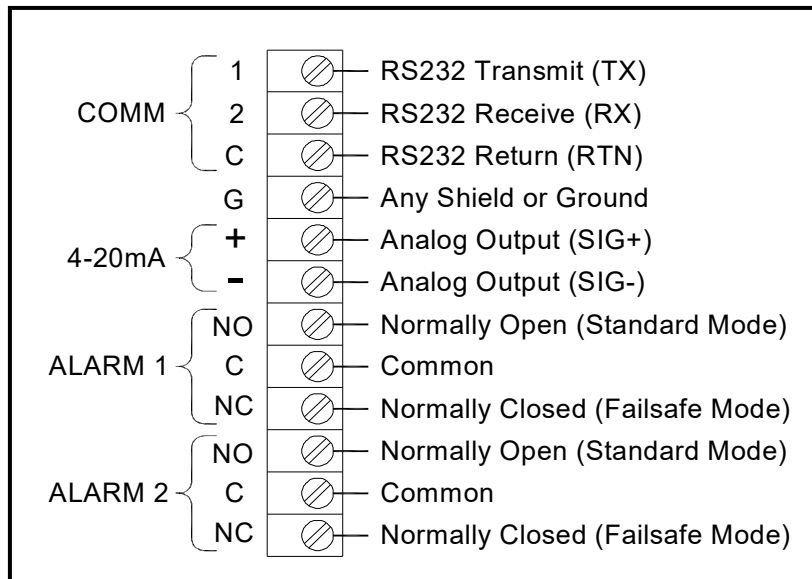 1 RS232 Transmit (TX)
COMM 2 RS232 Receive (RX)
C RS232 Return (RTN)
G Any Shield or Ground
+ Analog Output (SIG+)
4-20mA
- Analog Output (SIG-)
NO Normally Open (Standard Mode)
ALARM 1 C Common
NC Normally Closed (Failsafe Mode)
NO Normally Open (Standard Mode)
ALARM 2 C Common
NC Normally Closed (Failsafe Mode)